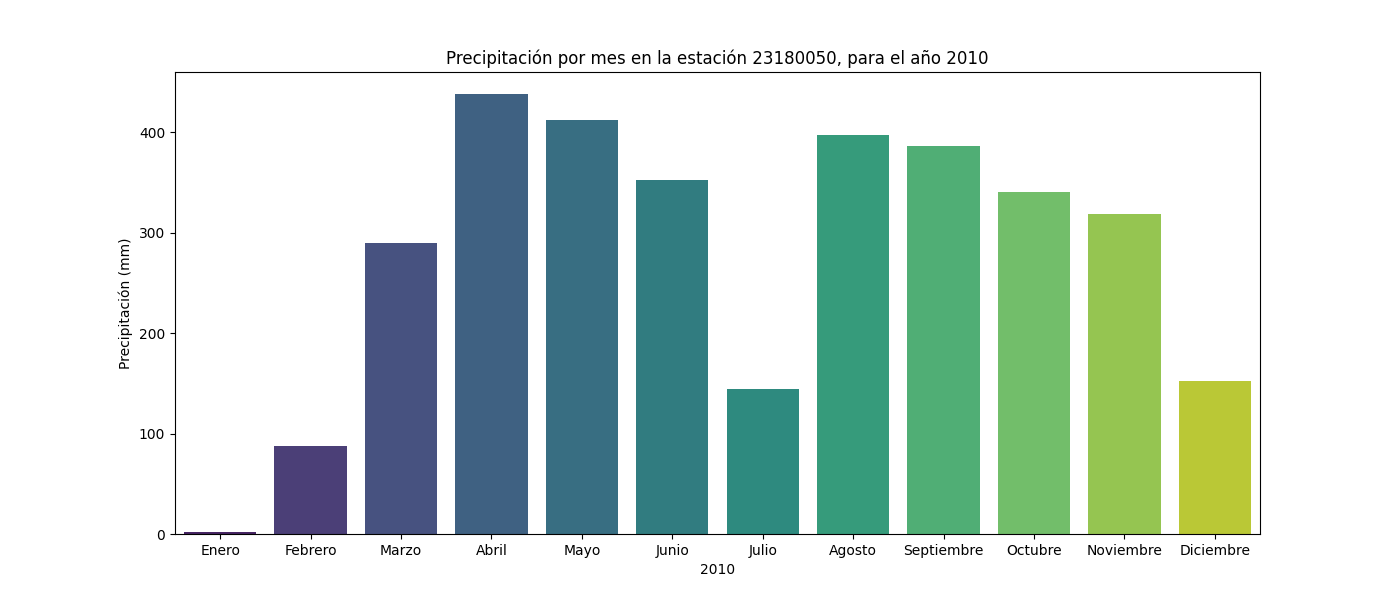 Precipitación por mes en la estación 23180050, para el año 2010
Precipitación (mm)
400
300
200
100
0
Enero Febrero Marzo Abril Mayo Junio Julio Agosto Septiembre Octubre Noviembre Diciembre
2010